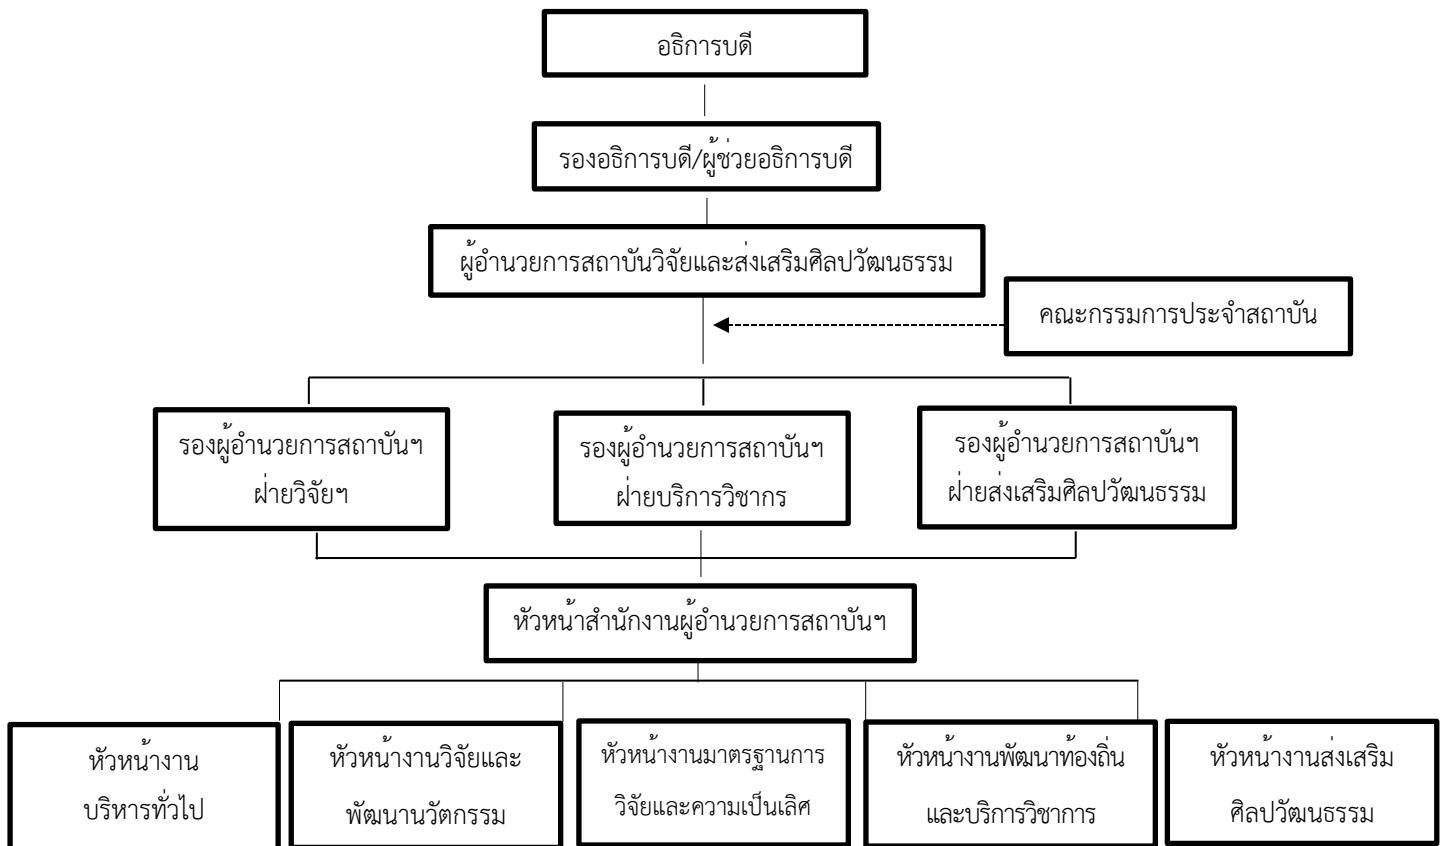 อธิการบดี
รองอธิการบดี/ผู้ช่วยอธิการบดี
ผู้อำนวยการสถาบันวิจัยและส่งเสริมศิลปวัฒนธรรม
คณะกรรมการประจำสถาบัน
รองผู้อำนวยการสถาบันฯ
ฝ่ายวิจัยฯ
รองผู้อำนวยการสถาบันฯ
ฝ่ายบริการวิชากร
รองผู้อำนวยการสถาบันฯ
ฝ่ายส่งเสริมศิลปวัฒนธรรม
หัวหน้าสำนักงานผู้อำนวยการสถาบันฯ
หัวหน้างาน
บริหารทั่วไป
หัวหน้างานวิจัยและ
พัฒนานวัตกรรม
หัวหน้างานมาตรฐานการ
วิจัยและความเป็นเลิศ
หัวหน้างานพัฒนาท้องถิ่น
และบริการวิชาการ
หัวหน้างานส่งเสริม
ศิลปวัฒนธรรม